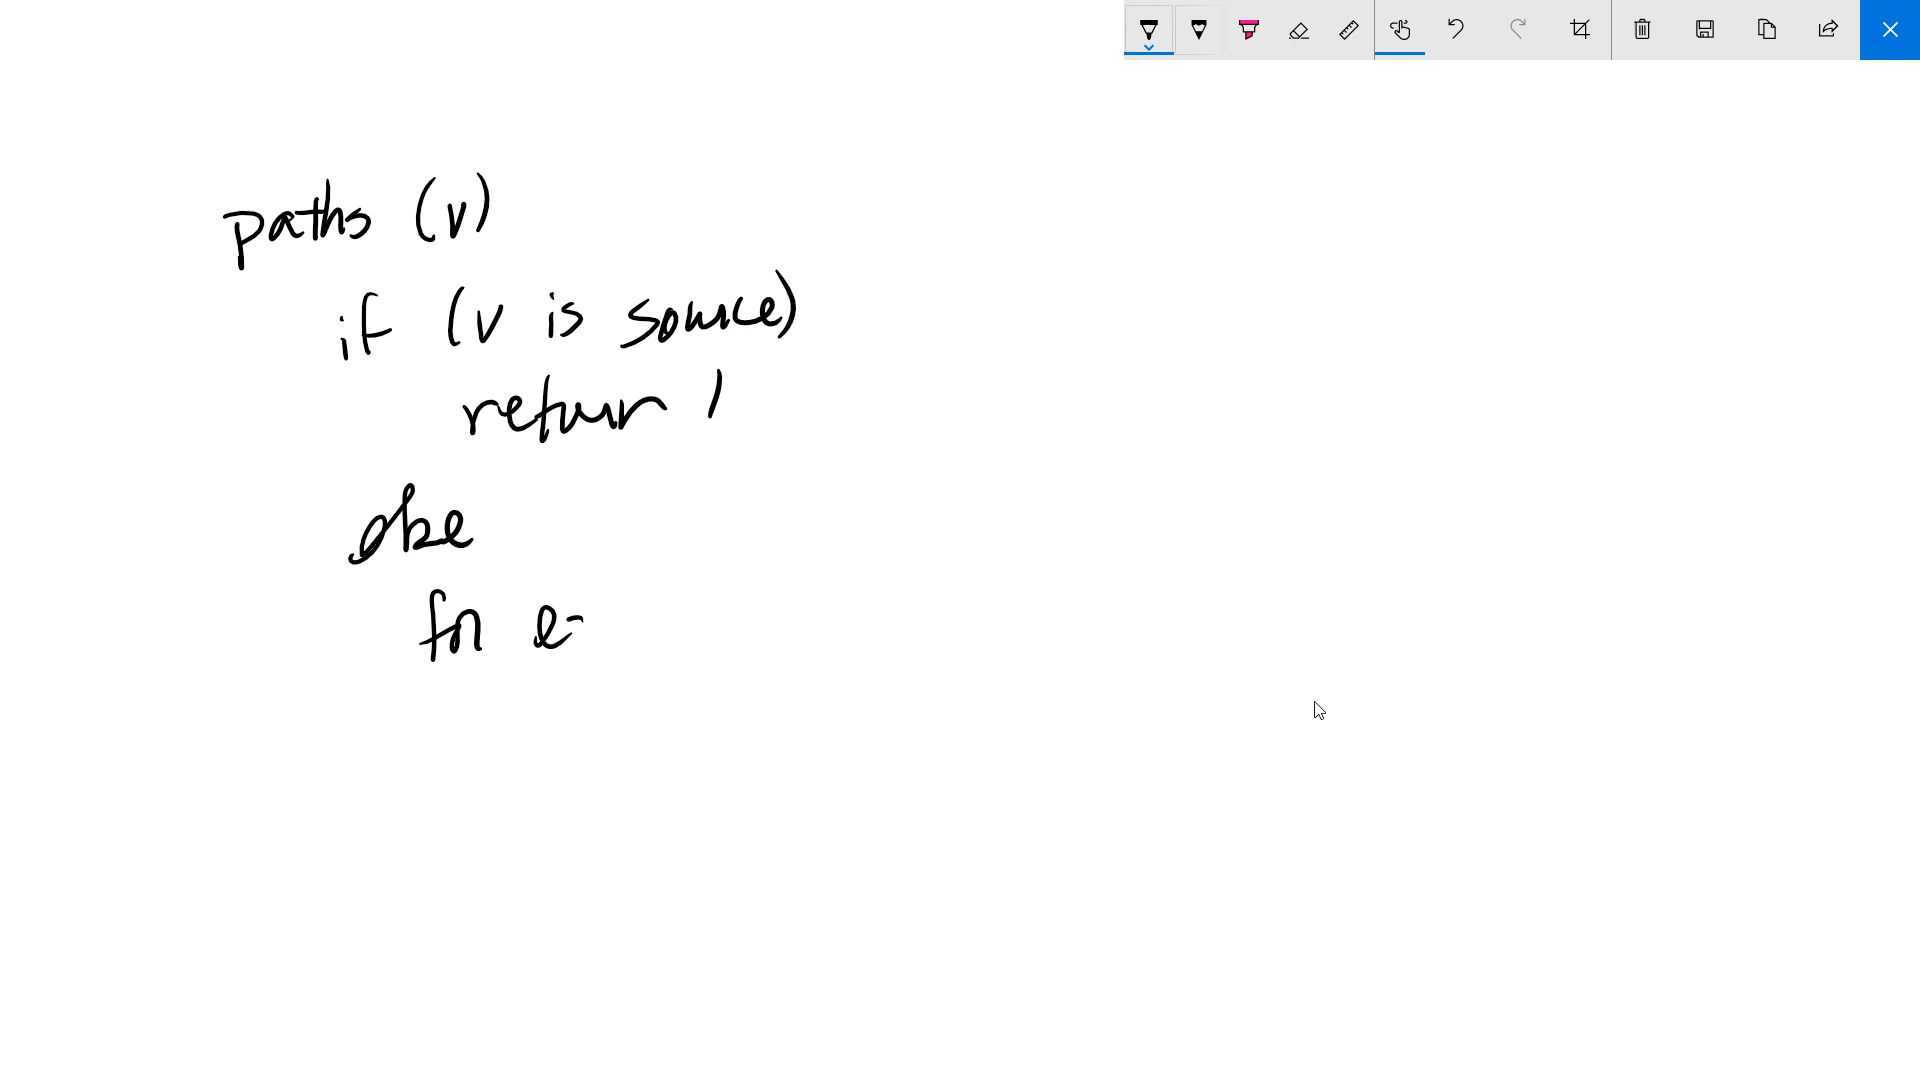 paths (v)
if (v is source)
return 1
else
for e